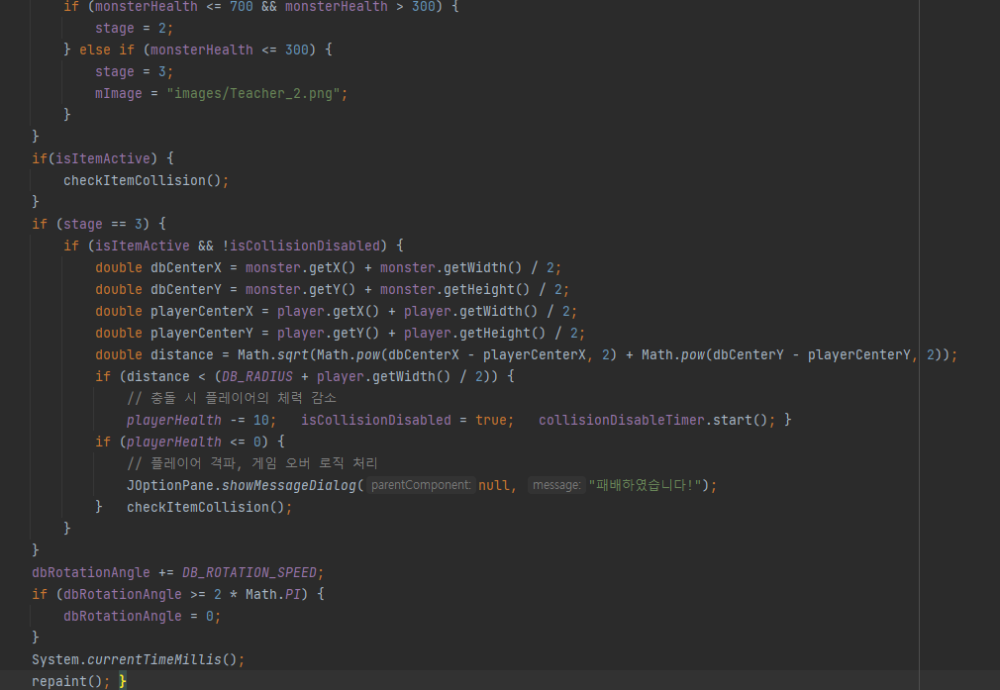 if (monsterHealth <= 700 && monsterHealth > 300) {
stage = 2;
} else if (monsterHealth <= 300) {
stage = 3;
mImage = "images/Teacher_2.png";
}
}
if(isItemActive) {
checkItemCollision();
}
if (stage == 3) {
if (isItemActive && !isCollisionDisabled) {
double dbCenterX = monster.getX() + monster.getWidth() / 2;
double dbCenterY = monster.getY() + monster.getHeight() / 2;
double playerCenterX = player.getX() + player.getWidth() / 2;
double playerCenterY = player.getY() + player.getHeight() / 2;
double distance = Math.sqrt(Math.pow(dbCenterX - playerCenterX, 2) + Math.pow(dbCenterY - playerCenterY, 2));
if (distance < (DB_RADIUS + player.getWidth() / 2)) {
// 충돌 시 플레이어의 체력 감소
playerHealth -= 10; isCollisionDisabled = true; collisionDisableTimer.start(); }
if (playerHealth <= 0) {
// 플레이어 격파, 게임 오버 로직 처리
JOptionPane.showMessageDialog( parentComponent: null, message: "패배하였습니다!");
} checkItemCollision();
}
}
dbRotationAngle += DB_ROTATION_SPEED;
if (dbRotationAngle >= 2 * Math.PI) {
dbRotationAngle = 0;
}
System.currentTimeMillis();
repaint(); }